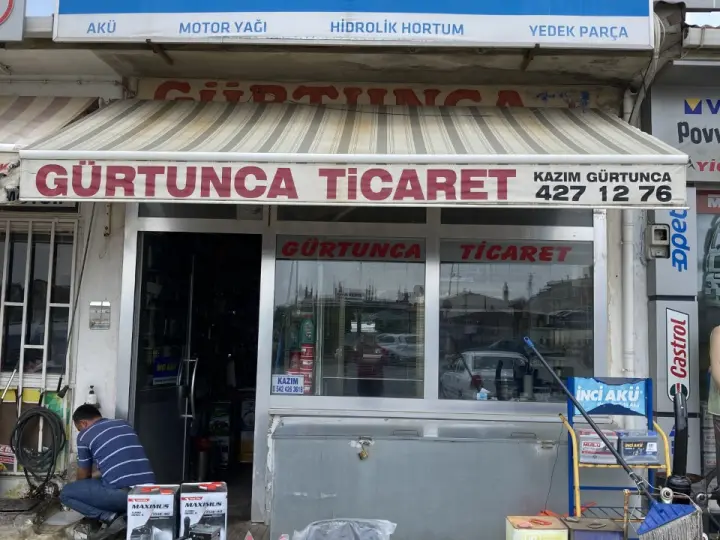 AKÜ MOTOR YAĞI HİDROLİK HORTUM YEDEK PARÇA
GÜRTUNCA
GÜRTUNCA TİCARET
KAZIM GÜRTUNCA
427 12 76
GÜRTUNCA TİCARET
opet
Castrol
KAZIM
İNCİ AKÜ
MAXIMUS
MAXIMUS